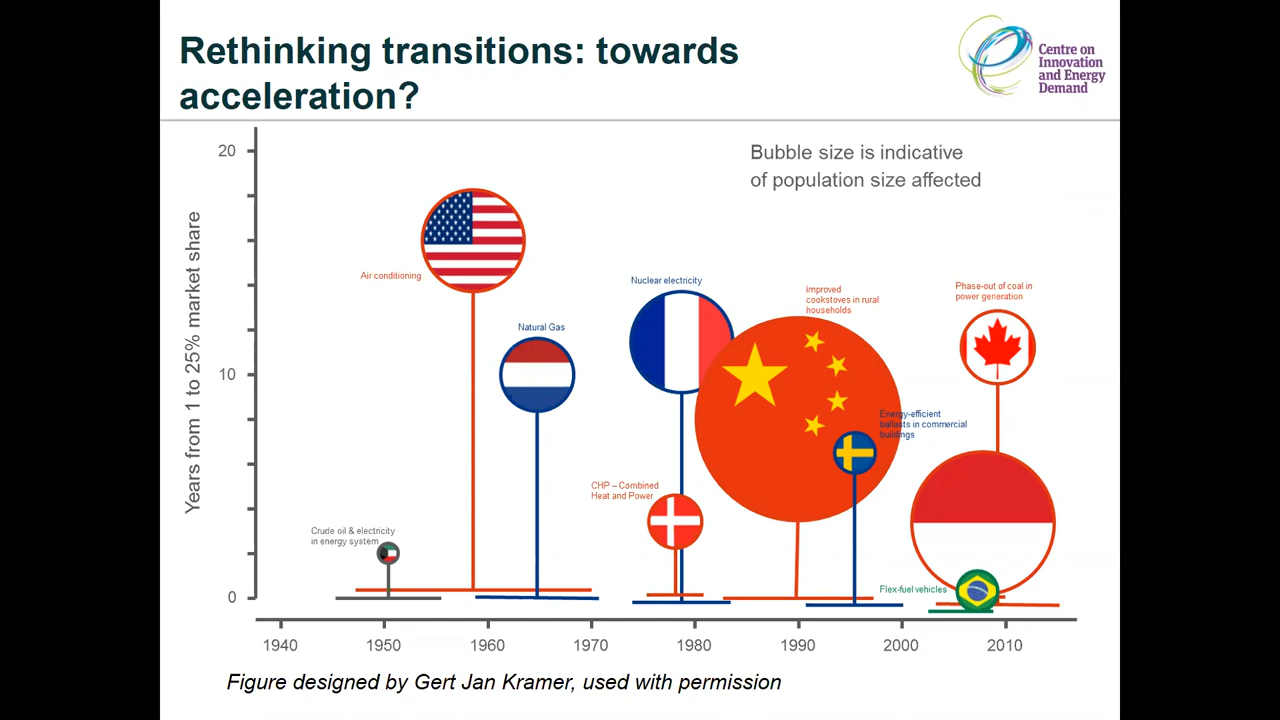 Rethinking transitions: towards
acceleration?
Centre on
Innovation
and Energy
Demand
Bubble size is indicative
of population size affected
Years from 1 to 25% market share
20
10
0
Air conditioning
Natural Gas
Nuclear electricity
Improved
cookstoves in rural
households
Phase-out of coal in
power generation
Energy-efficient
ballasts in commercial
buildings
CHP – Combined
Heat and Power
Crude oil & electricity
in energy system
Flex-fuel vehicles
1940
1950
1960
1970
1980
1990
2000
2010
Figure designed by Gert Jan Kramer, used with permission